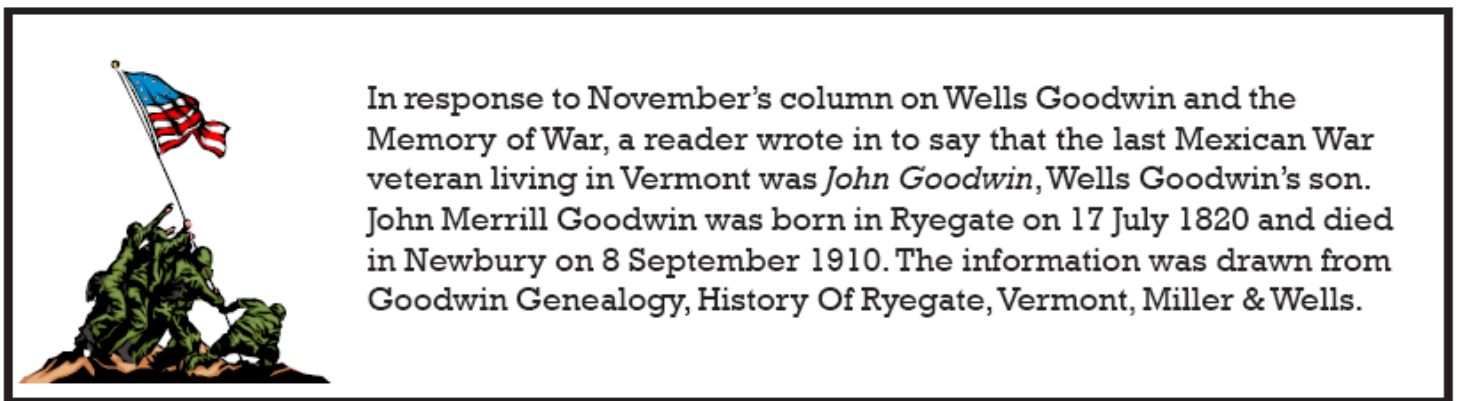 In response to November's column on Wells Goodwin and the
Memory of War, a reader wrote in to say that the last Mexican War
veteran living in Vermont was John Goodwin, Wells Goodwin's son.
John Merrill Goodwin was born in Ryegate on 17 July 1820 and died
in Newbury on 8 September 1910. The information was drawn from
Goodwin Genealogy, History Of Ryegate, Vermont, Miller & Wells.